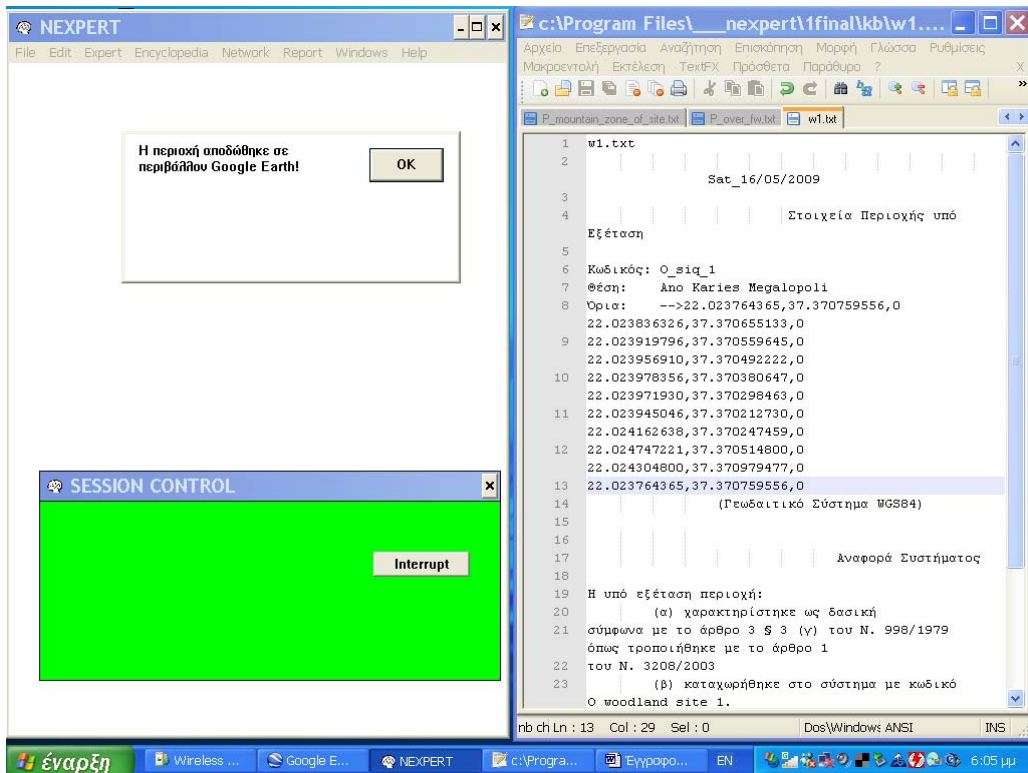 NEXPERT
File Edit Expert Encyclopedia Network Report Windows Help
Η περιοχή αποδώθηκε σε
περιβάλλον Google Earth!
OK
SESSION CONTROL
Interrupt
c:\Program Files\___nexpert\1final\kb\w1....
Αρχείο Επεξεργασία Αναζήτηση Επισκόπηση Μορφή Γλώσσα Ρυθμίσεις
Μακροεντολή Εκτέλεση TextFX Πρόσθετα Παράθυρο ? X
P_mountain_zone_of_site.txt P_over_fw.txt w1.txt
1 w1.txt
2
Sat_16/05/2009
3
4 Στοιχεία Περιοχής υπό
Εξέταση
5
6 Κωδικός: O_siq_1
7 Θέση: Ano Karies Megalopoli
8 Όρια: -->22.023764365,37.370759556,0
22.023836326,37.370655133,0
9 22.023919796,37.370559645,0
22.023956910,37.370492222,0
10 22.023978356,37.370380647,0
22.023971930,37.370298463,0
11 22.023945046,37.370212730,0
22.024162638,37.370247459,0
12 22.024747221,37.370514800,0
22.024304800,37.370979477,0
13 22.023764365,37.370759556,0
14 (Γεωδαιτικό Σύστημα WGS84)
15
16
17 Αναφορά Συστήματος
18
19 Η υπό εξέταση περιοχή:
20 (α) χαρακτηρίστηκε ως δασική
21 σύμφωνα με το άρθρο 3 § 3 (γ) του Ν. 998/1979
όπως τροποιήθηκε με το άρθρο 1
22 του Ν. 3208/2003
23 (β) καταχωρήθηκε στο σύστημα με κωδικό
O woodland site 1.
nb ch Ln : 13 Col : 29 Sel : 0 Dos\Windows ANSI INS
έναρξη Wireless ... Google E... NEXPERT c:\Progra... Έγγραφο... EN 6:05 μμ